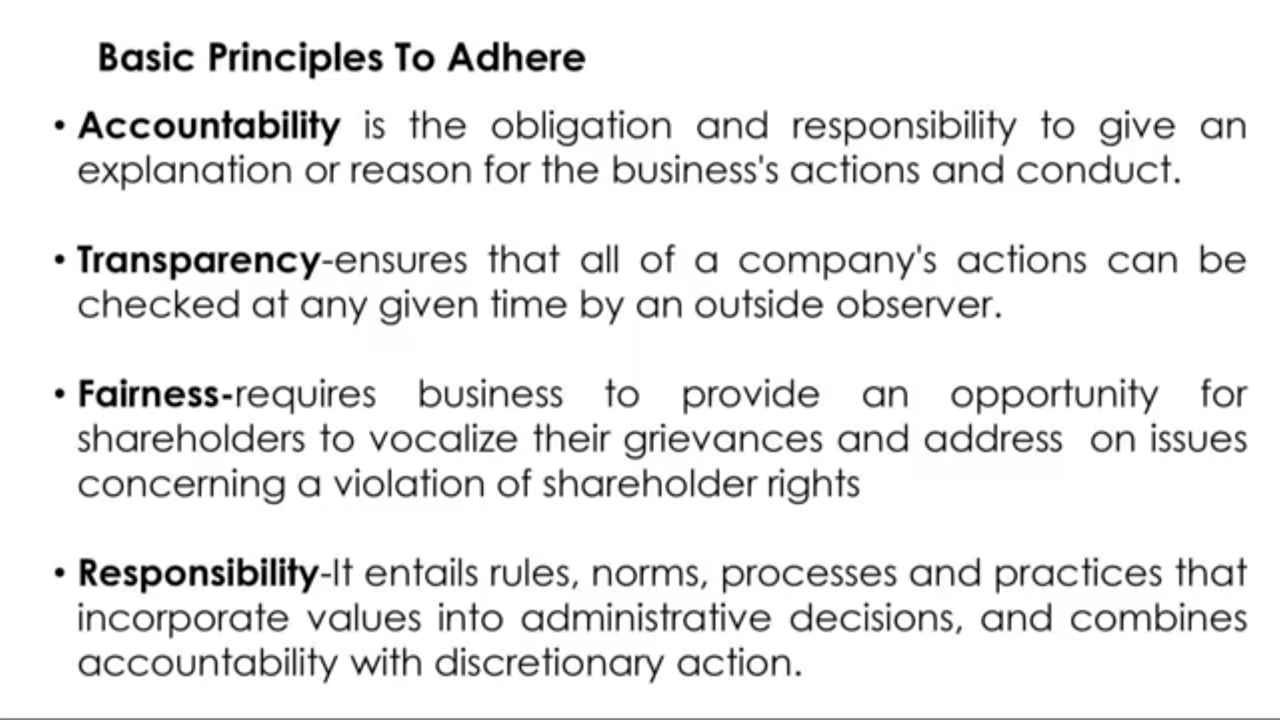 Basic Principles To Adhere
• Accountability is the obligation and responsibility to give an
explanation or reason for the business's actions and conduct.
• Transparency-ensures that all of a company's actions can be
checked at any given time by an outside observer.
• Fairness-requires business to provide an opportunity for
shareholders to vocalize their grievances and address on issues
concerning a violation of shareholder rights
• Responsibility-It entails rules, norms, processes and practices that
incorporate values into administrative decisions, and combines
accountability with discretionary action.